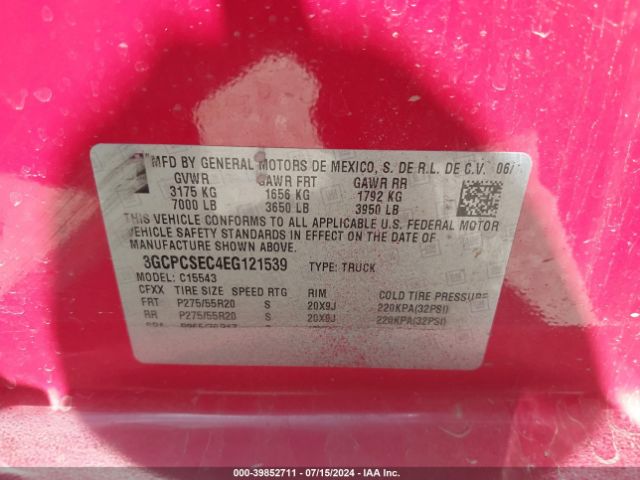 MFD BY GENERAL MOTORS DE MEXICO, S. DE R.L. DE C.V. 06/
GVWR GAWR FRT GAWR RR
3175 KG 1656 KG 1792 KG
7000 LB 3650 LB 3950 LB
THIS VEHICLE CONFORMS TO ALL APPLICABLE U.S. FEDERAL MOTOR
VEHICLE SAFETY STANDARDS IN EFFECT ON THE DATE OF
MANUFACTURE SHOWN ABOVE.
3GCPCSEC4EG121539 TYPE: TRUCK
MODEL: C15543
CFXX TIRE SIZE SPEED RTG RIM COLD TIRE PRESSURE
FRT P275/55R20 S 20X9J 220KPA(32PSI)
RR P275/55R20 S 20X9J 220KPA(32PSI)
000-39852711 - 07/15/2024 - IAA Inc.